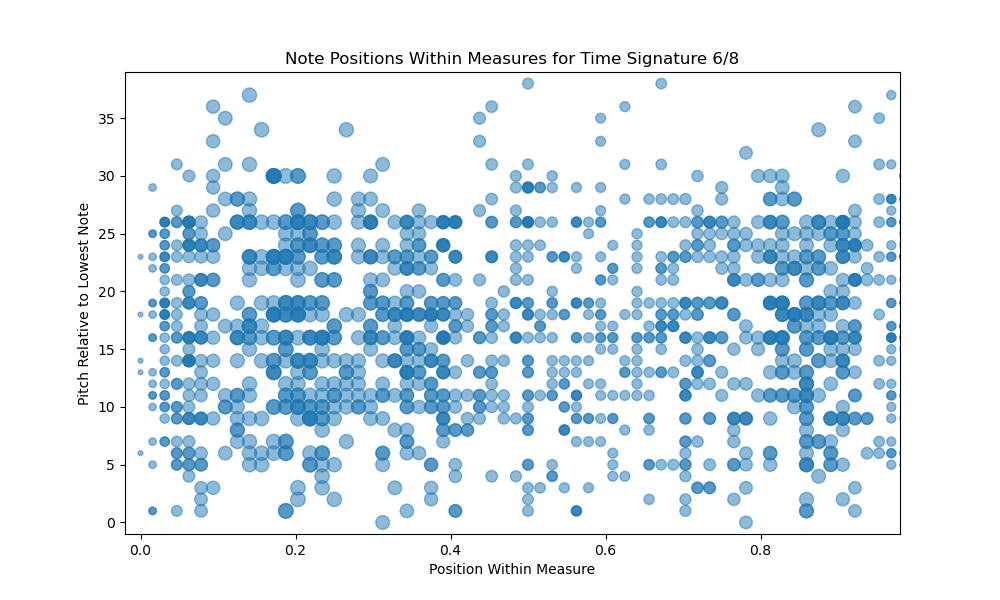 Note Positions Within Measures for Time Signature 6/8
Pitch Relative to Lowest Note
35
30
25
20
15
10
5
0
0.0 0.2 0.4 0.6 0.8
Position Within Measure